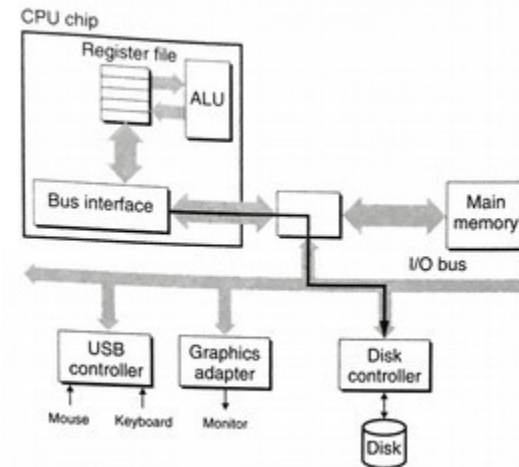 CPU chip
Register file
ALU
Bus interface
Main
memory
I/O bus
USB
controller
Graphics
adapter
Disk
controller
Mouse
Keyboard
Monitor
Disk